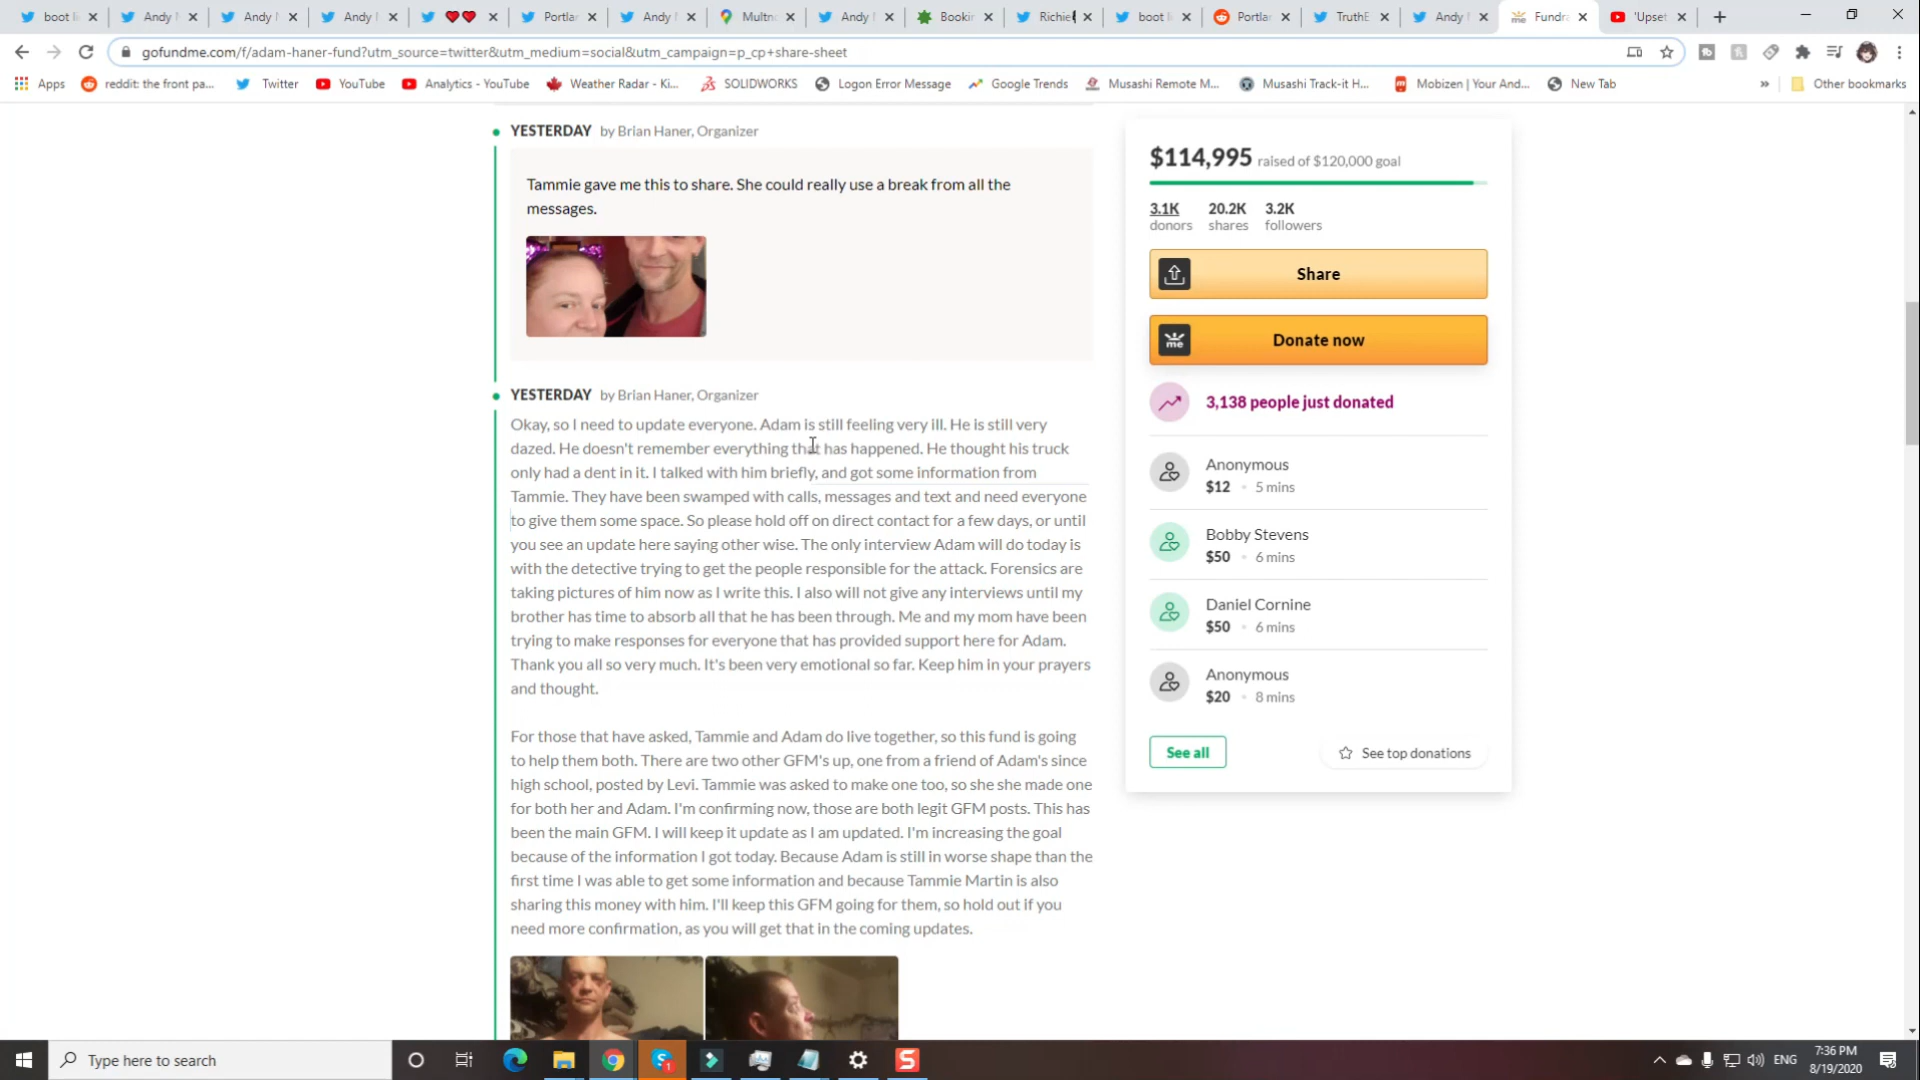 boot li
Andy
Andy
Andy
Portlar
Andy
Multno
Andy
Bookin
Richie
boot li
Portlar
TruthE
Andy
Fundra
'Upset
gofundme.com/f/adam-haner-fund?utm_source=twitter&utm_medium=social&utm_campaign=p_cp+share-sheet
Apps
reddit: the front pa...
Twitter
YouTube
Analytics - YouTube
Weather Radar - Ki...
SOLIDWORKS
Logon Error Message
Google Trends
Musashi Remote M...
Musashi Track-it H...
Mobizen | Your And...
New Tab
»
Other bookmarks
YESTERDAY by Brian Haner, Organizer
Tammie gave me this to share. She could really use a break from all the
messages.
YESTERDAY by Brian Haner, Organizer
Okay, so I need to update everyone. Adam is still feeling very ill. He is still very
dazed. He doesn't remember everything that has happened. He thought his truck
only had a dent in it. I talked with him briefly, and got some information from
Tammie. They have been swamped with calls, messages and text and need everyone
to give them some space. So please hold off on direct contact for a few days, or until
you see an update here saying other wise. The only interview Adam will do today is
with the detective trying to get the people responsible for the attack. Forensics are
taking pictures of him now as I write this. I also will not give any interviews until my
brother has time to absorb all that he has been through. Me and my mom have been
trying to make responses for everyone that has provided support here for Adam.
Thank you all so very much. It's been very emotional so far. Keep him in your prayers
and thought.
For those that have asked, Tammie and Adam do live together, so this fund is going
to help them both. There are two other GFM's up, one from a friend of Adam's since
high school, posted by Levi. Tammie was asked to make one too, so she she made one
for both her and Adam. I'm confirming now, those are both legit GFM posts. This has
been the main GFM. I will keep it update as I am updated. I'm increasing the goal
because of the information I got today. Because Adam is still in worse shape than the
first time I was able to get some information and because Tammie Martin is also
sharing this money with him. I'll keep this GFM going for them, so hold out if you
need more confirmation, as you will get that in the coming updates.
$114,995 raised of $120,000 goal
3.1K
donors
20.2K
shares
3.2K
followers
Share
me
Donate now
3,138 people just donated
Anonymous
$12 • 5 mins
Bobby Stevens
$50 • 6 mins
Daniel Cornine
$50 • 6 mins
Anonymous
$20 • 8 mins
See all
See top donations
Type here to search
ENG
7:36 PM
8/19/2020